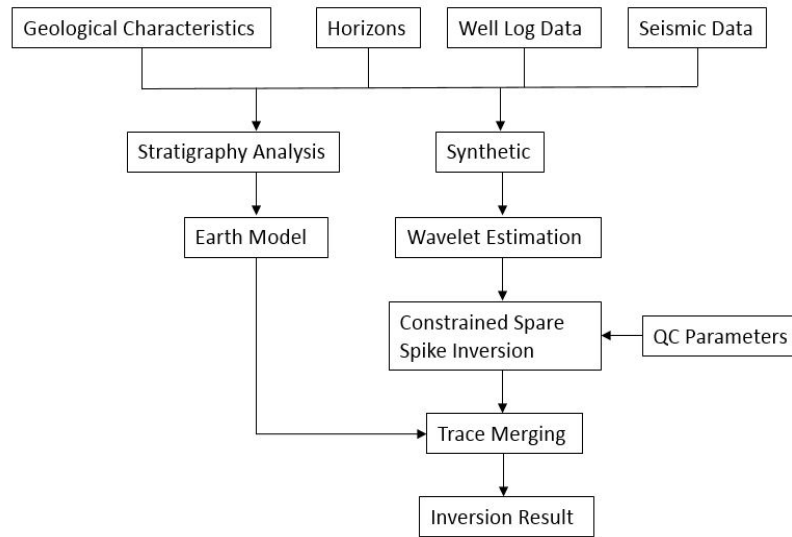 Geological Characteristics
Horizons
Well Log Data
Seismic Data
Stratigraphy Analysis
Synthetic
Earth Model
Wavelet Estimation
Constrained Spare
Spike Inversion
QC Parameters
Trace Merging
Inversion Result